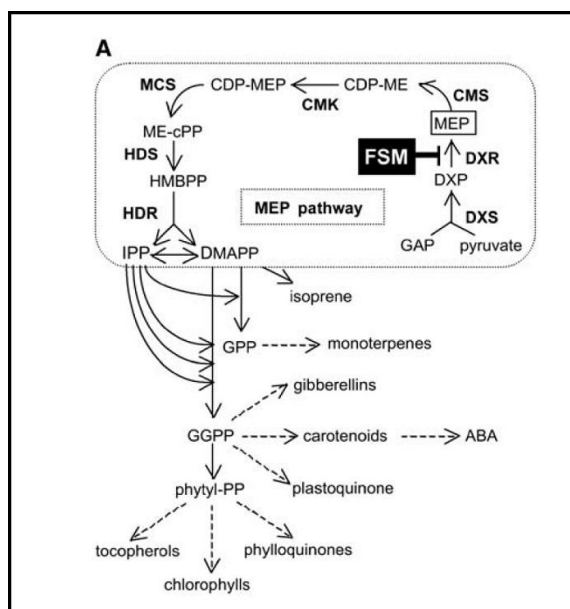 A
MCS CDP-MEP CDP-ME CMS
CMK
ME-cPP MEP
HDS FSM DXR
HMBPP DXP
HDR MEP pathway DXS
GAP pyruvate
IPP DMAPP
isoprene
GPP monoterpenes
gibberellins
GGPP carotenoids ABA
phytyl-PP plastoquinone
tocopherols phylloquinones
chlorophylls